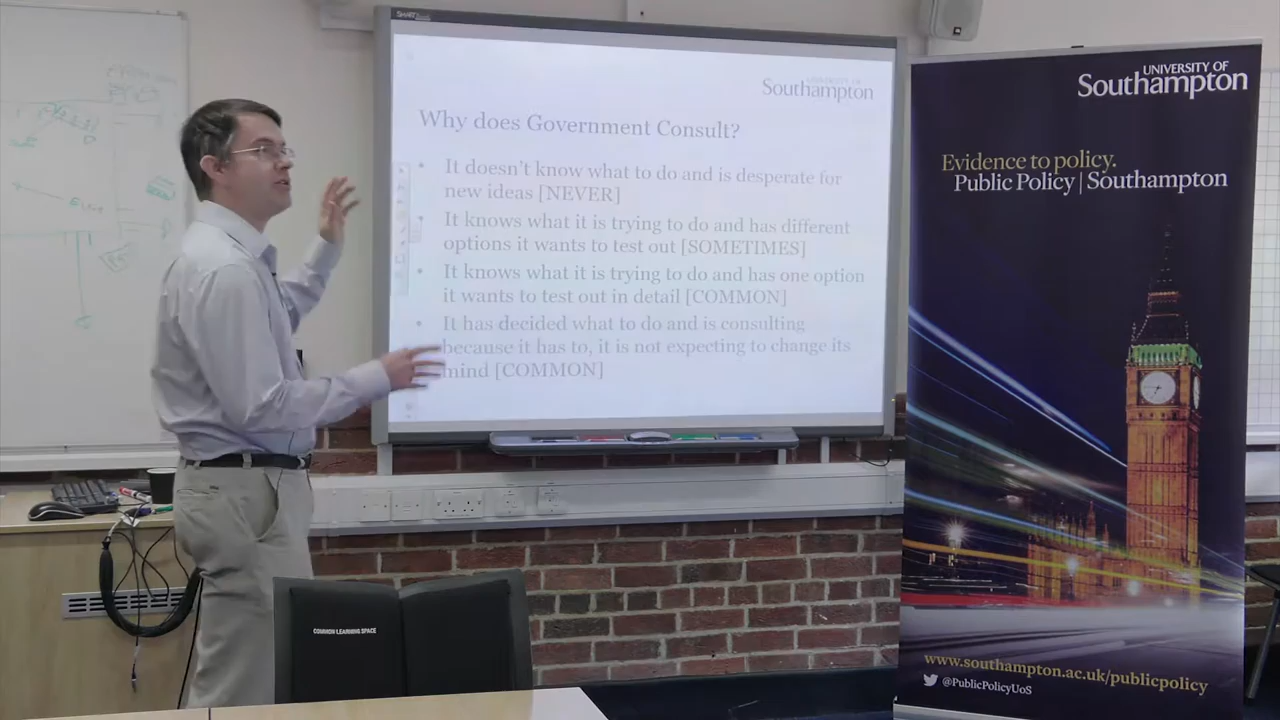 SMART
UNIVERSITY OF
Southampton
Why does Government Consult?
• It doesn't know what to do and is desperate for
new ideas [NEVER]
• It knows what it is trying to do and has different
options it wants to test out [SOMETIMES]
• It knows what it is trying to do and has one option
it wants to test out in detail [COMMON]
• It has decided what to do and is consulting
because it has to, it is not expecting to change its
mind [COMMON]
COMMON LEARNING SPACE
UNIVERSITY OF
Southampton
Evidence to policy.
Public Policy | Southampton
www.southampton.ac.uk/publicpolicy
@PublicPolicyUoS